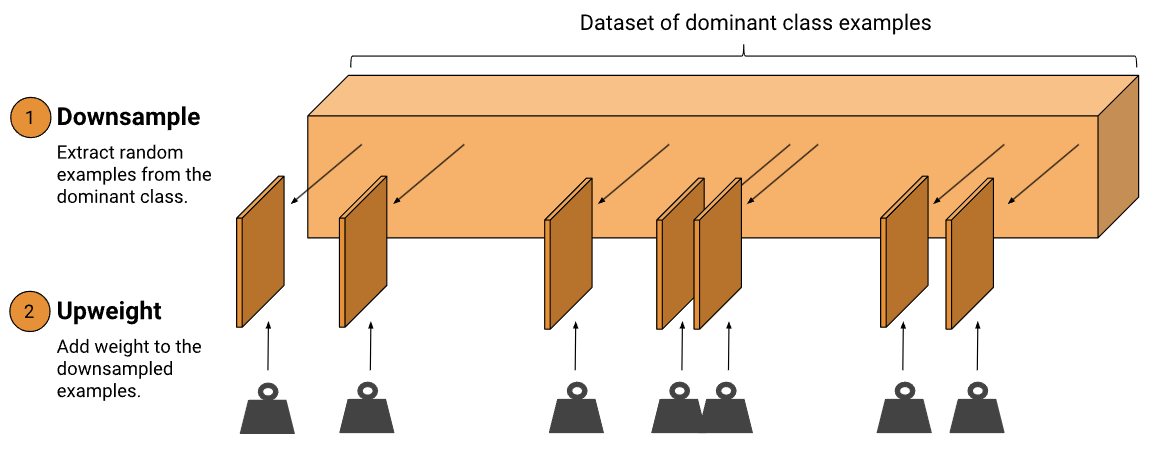 Dataset of dominant class examples
1 Downsample
Extract random
examples from the
dominant class.
2 Upweight
Add weight to the
downsampled
examples.